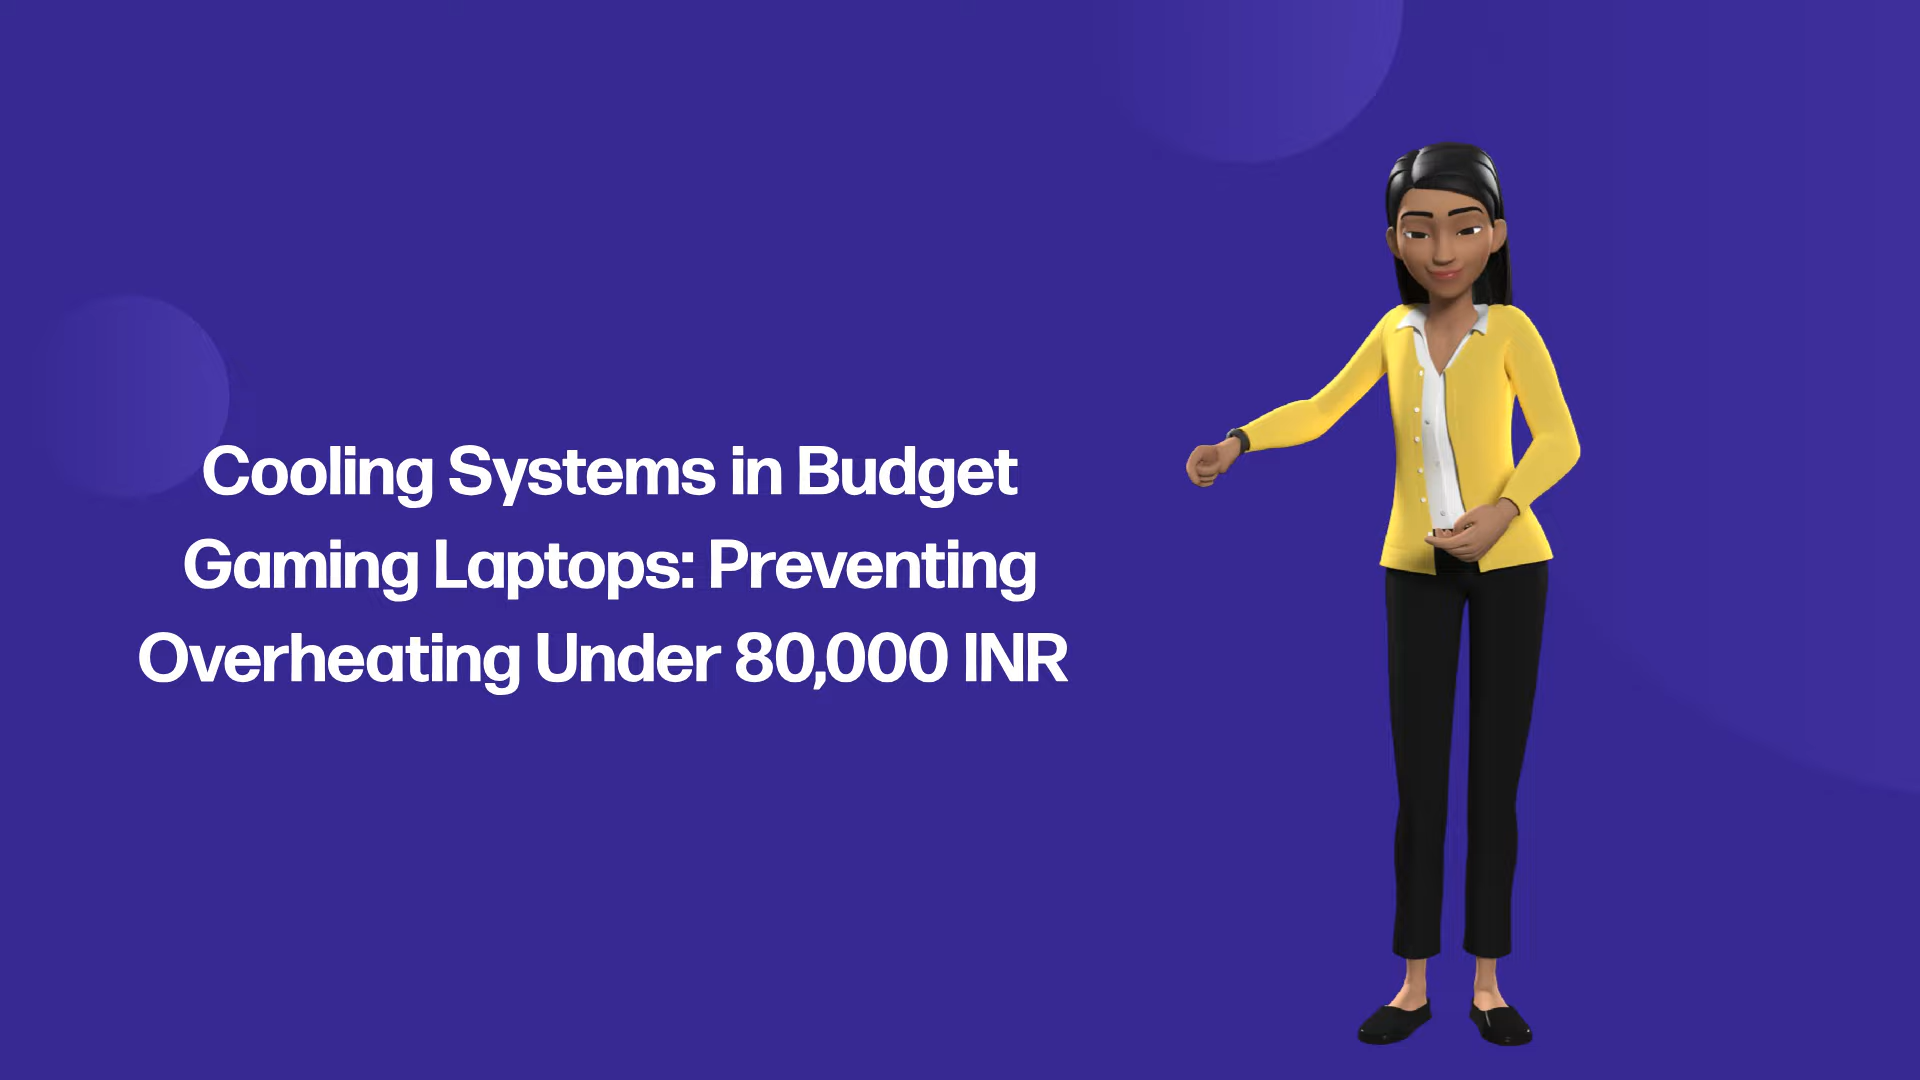 Cooling Systems in Budget
Gaming Laptops: Preventing
Overheating Under 80,000 INR